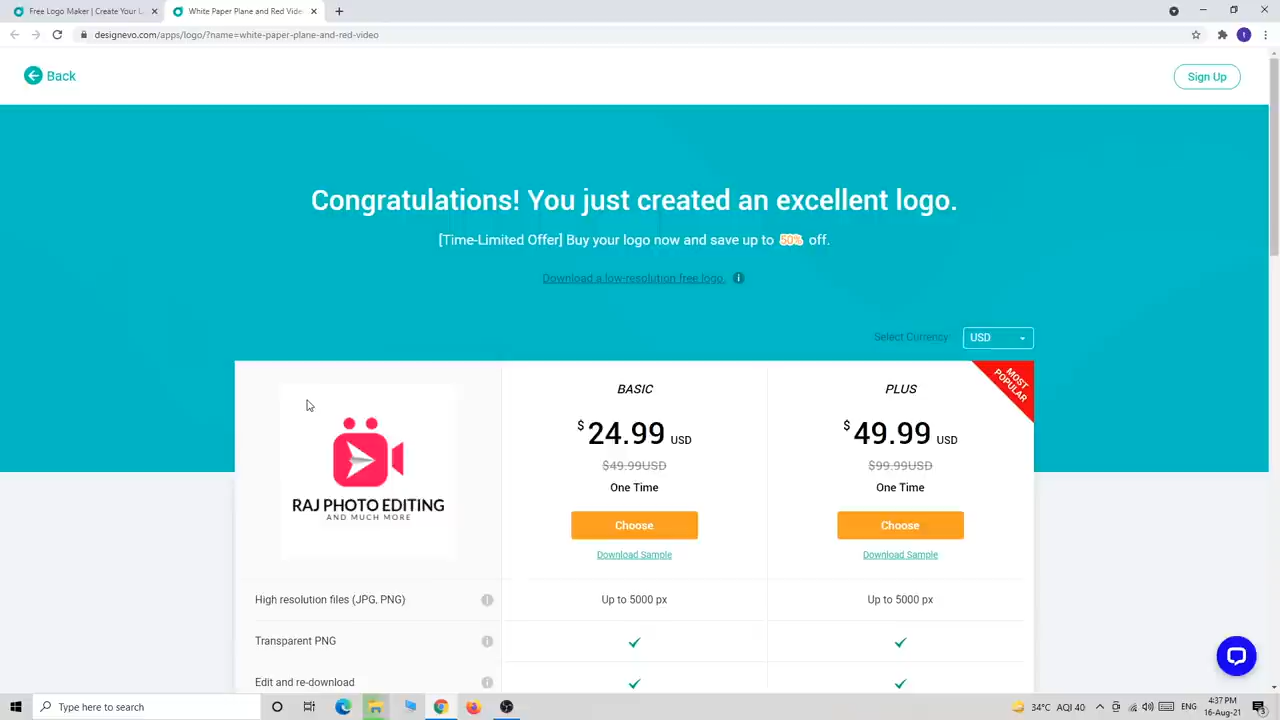 Free Logo Maker | Create Your L
White Paper Plane and Red Vide
designevo.com/apps/logo/?name=white-paper-plane-and-red-video
t
Back
Sign Up
Congratulations! You just created an excellent logo.
[Time-Limited Offer] Buy your logo now and save up to 50% off.
Download a low-resolution free logo.
Select Currency
USD
MOST
POPULAR
BASIC
PLUS
$ 24.99 USD
$ 49.99 USD
$49.99USD
$99.99USD
One Time
One Time
Choose
Choose
Download Sample
Download Sample
RAJ PHOTO EDITING
AND MUCH MORE
High resolution files (JPG, PNG)
Up to 5000 px
Up to 5000 px
Transparent PNG
Edit and re-download
Type here to search
34°C AQI 40
ENG
4:37 PM
16-Aug-21
3